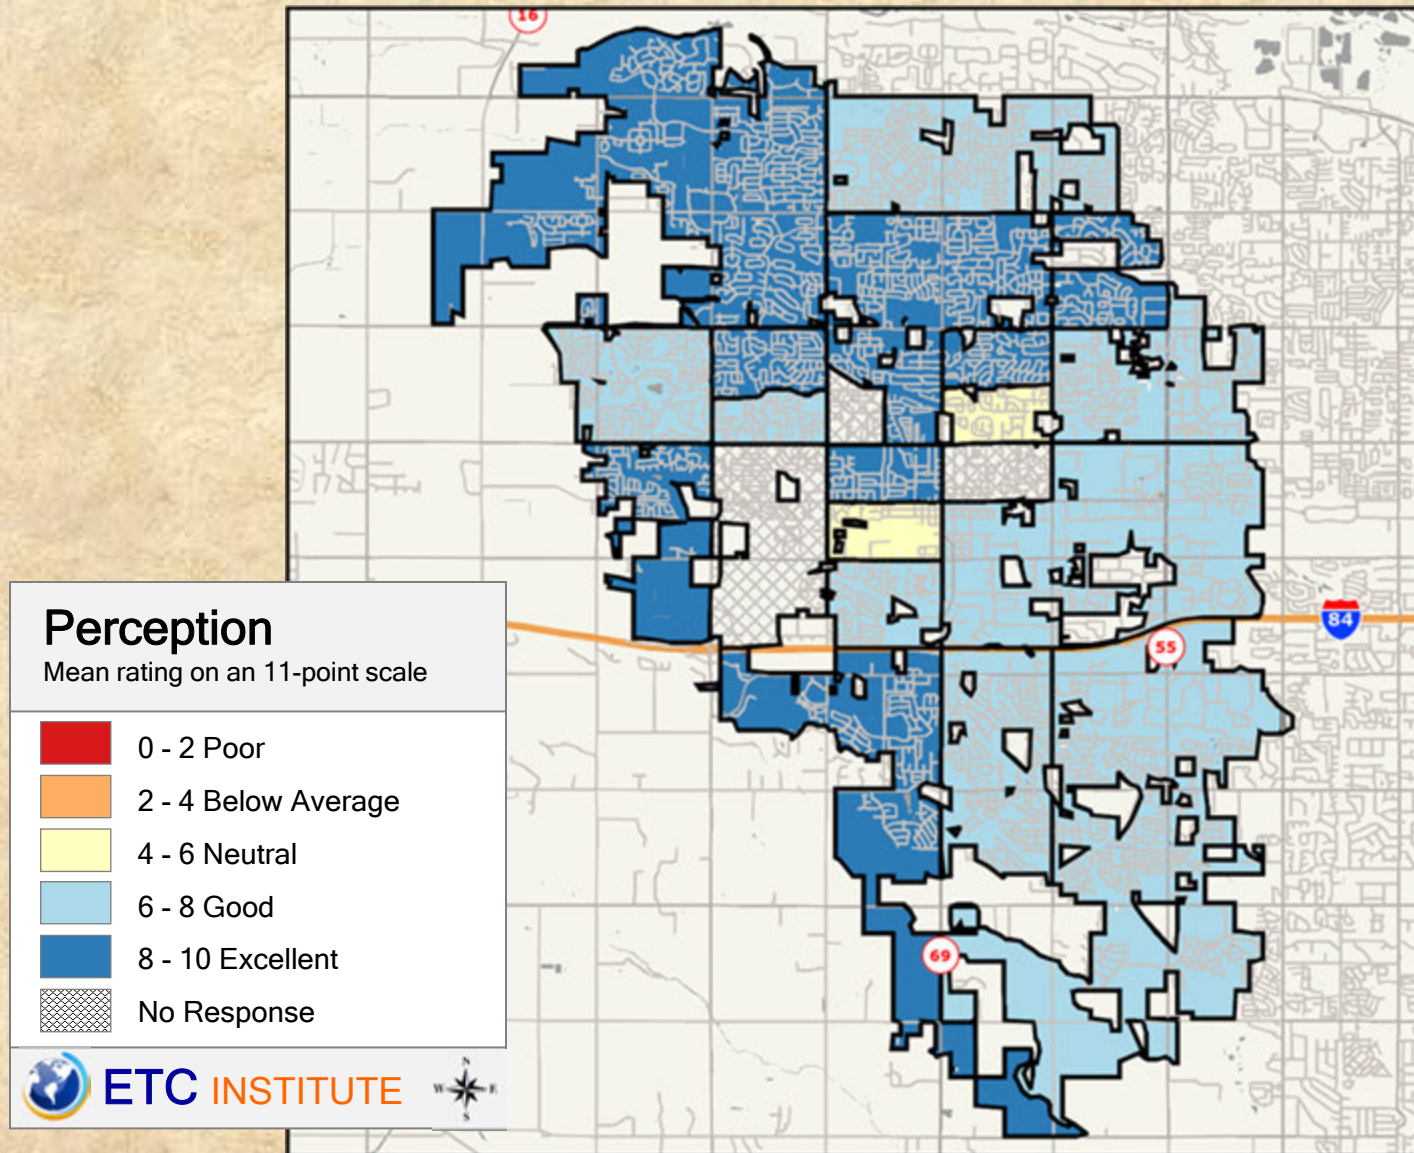 16
84
55
Perception
Mean rating on an 11-point scale
0 - 2 Poor
2 - 4 Below Average
4 - 6 Neutral
6 - 8 Good
8 - 10 Excellent
69
No Response
ETC INSTITUTE
N
W E
S